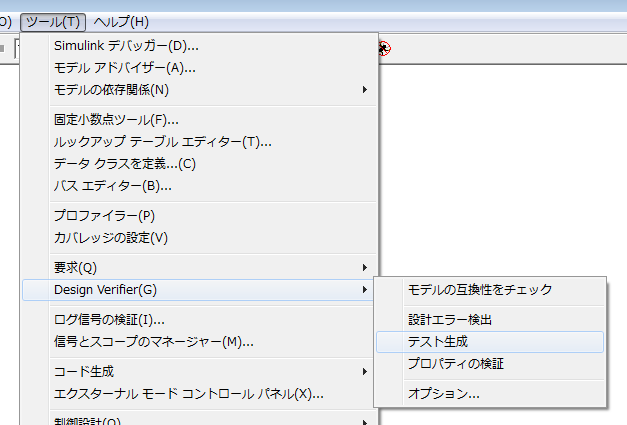 O) ツール(T) ヘルプ(H)
Simulink デバッガー(D)...
モデル アドバイザー(A)...
モデルの依存関係(N)
固定小数点ツール(F)...
ルックアップ テーブル エディター(T)...
データ クラスを定義...(C)
バス エディター(B)...
プロファイラー(P)
カバレッジの設定(V)
要求(Q)
Design Verifier(G)
モデルの互換性をチェック
設計エラー検出
テスト生成
プロパティの検証
オプション...
ログ信号の検証(I)...
信号とスコープのマネージャー(M)...
コード生成
エクスターナル モード コントロール パネル(X)...
制御設計(O)